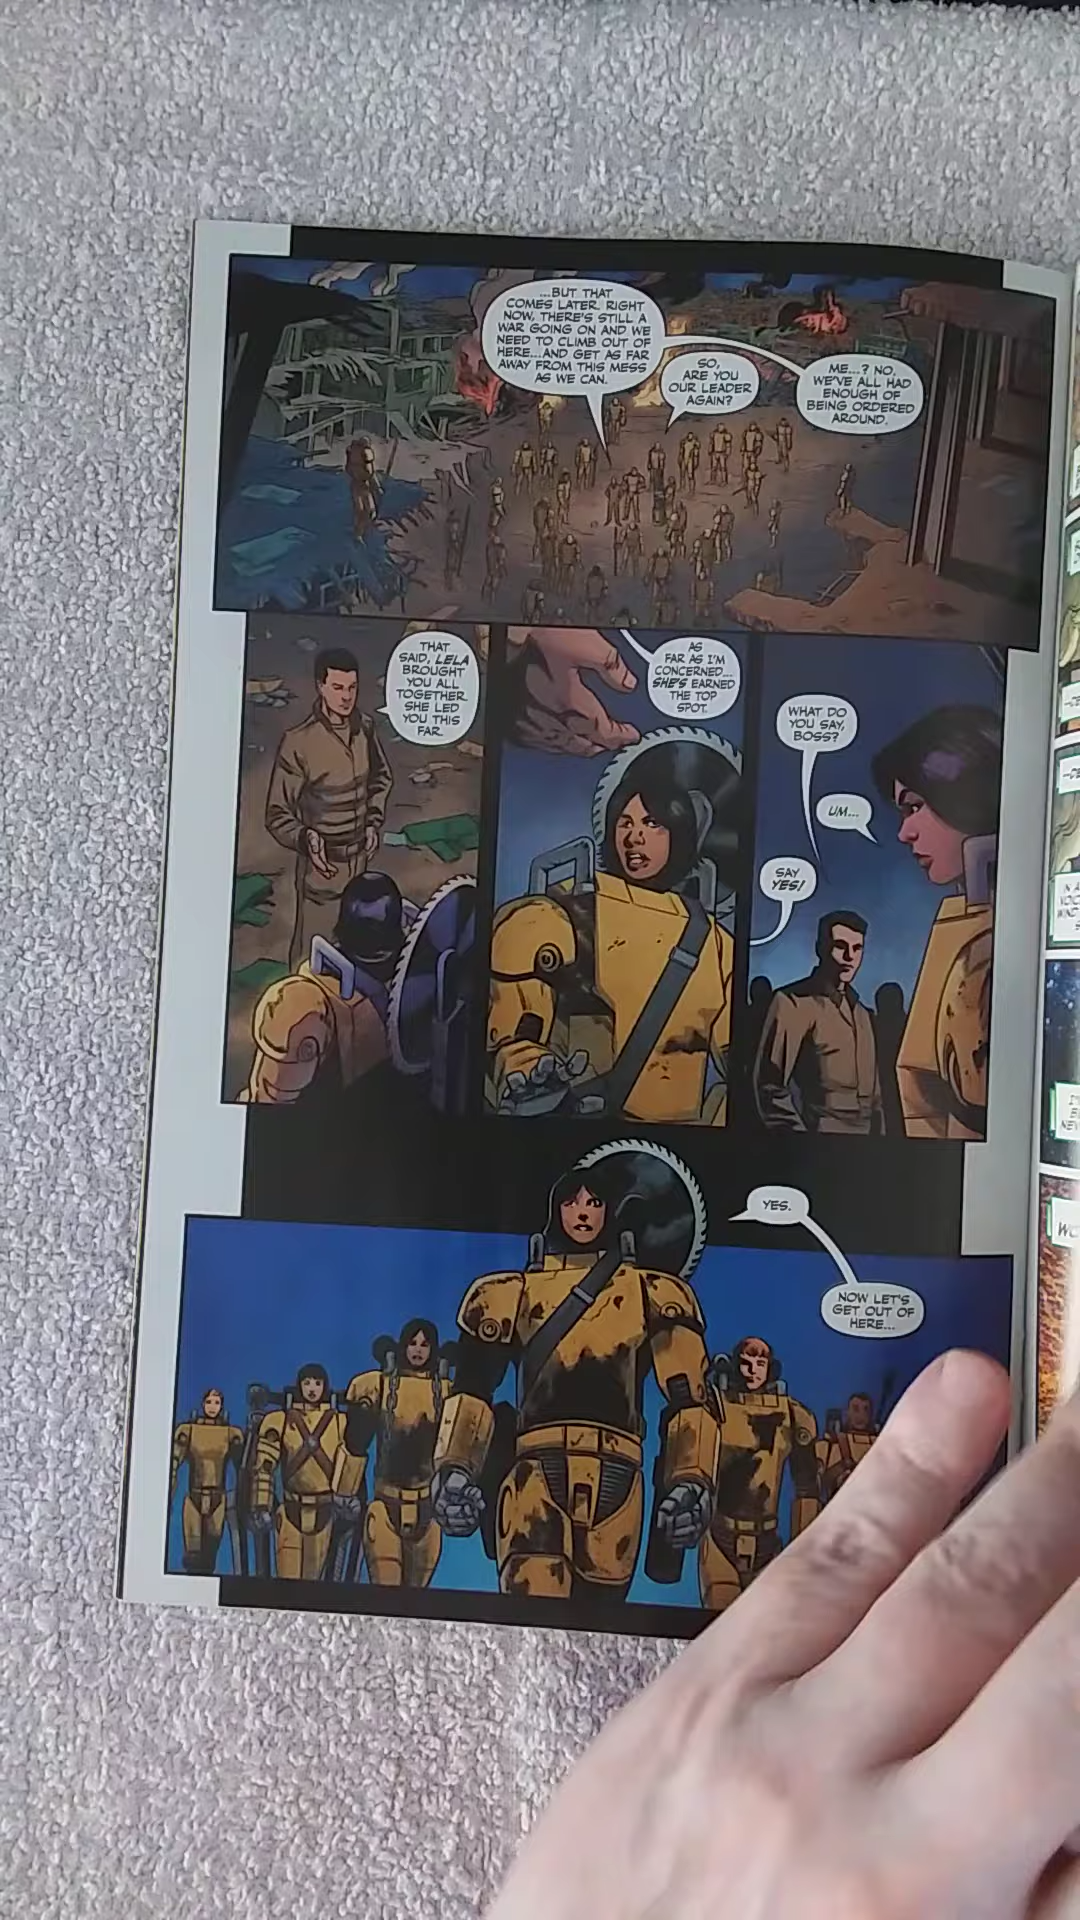 ...BUT THAT
COMES LATER. RIGHT
NOW, THERE'S STILL A
WAR GOING ON AND WE
NEED TO CLIMB OUT OF
HERE...AND GET AS FAR
AWAY FROM THIS MESS
AS WE CAN.
SO,
ARE YOU
OUR LEADER
AGAIN?
ME...? NO.
WE'VE ALL HAD
ENOUGH OF
BEING ORDERED
AROUND.
THAT
SAID, LELA
BROUGHT
YOU ALL
TOGETHER.
SHE LED
YOU THIS
FAR.
AS
FAR AS I'M
CONCERNED...
SHE'S EARNED
THE TOP
SPOT.
WHAT DO
YOU SAY,
BOSS?
UM...
SAY
YES!
YES.
NOW LET'S
GET OUT OF
HERE...